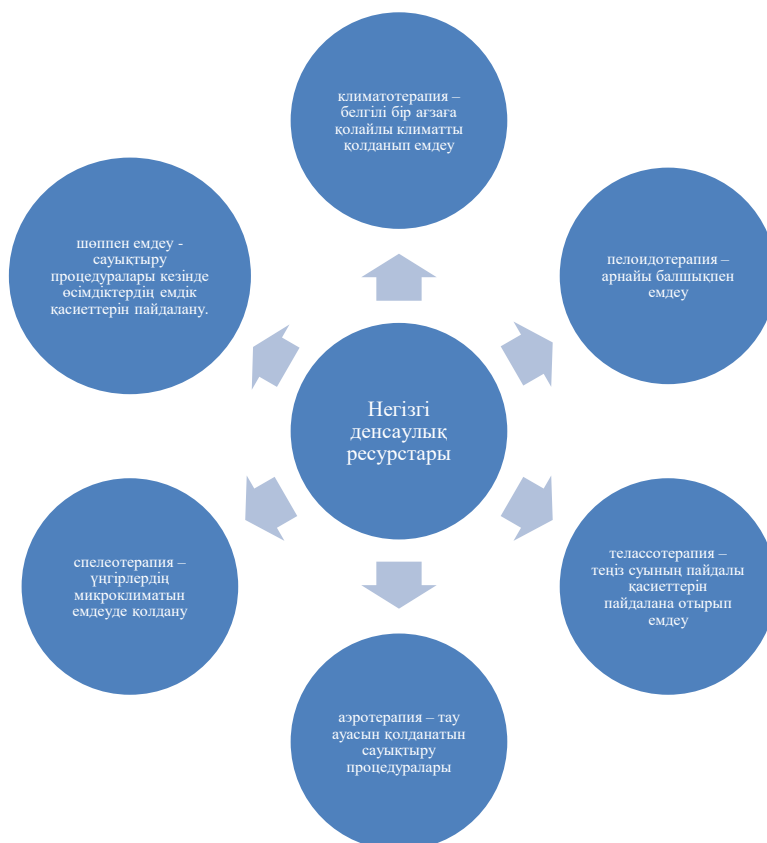 климатотерапия –
белгілі бір ағзаға
қолайлы климатты
қолданып емдеу
шөппен емдеу -
сауықтыру
процедуралары кезінде
өсімдіктердің емдік
қасиеттерін пайдалану.
пелоидотерапия –
арнайы балшықпен
емдеу
Негізгі
денсаулық
ресурстары
спелеотерапия –
үңгірлердің
микроклиматын
емдеуде қолдану
телассотерапия –
теңіз суының пайдалы
қасиеттерін
пайдалана отырып
емдеу
аэротерапия – тау
ауасын қолданатын
сауықтыру
процедуралары